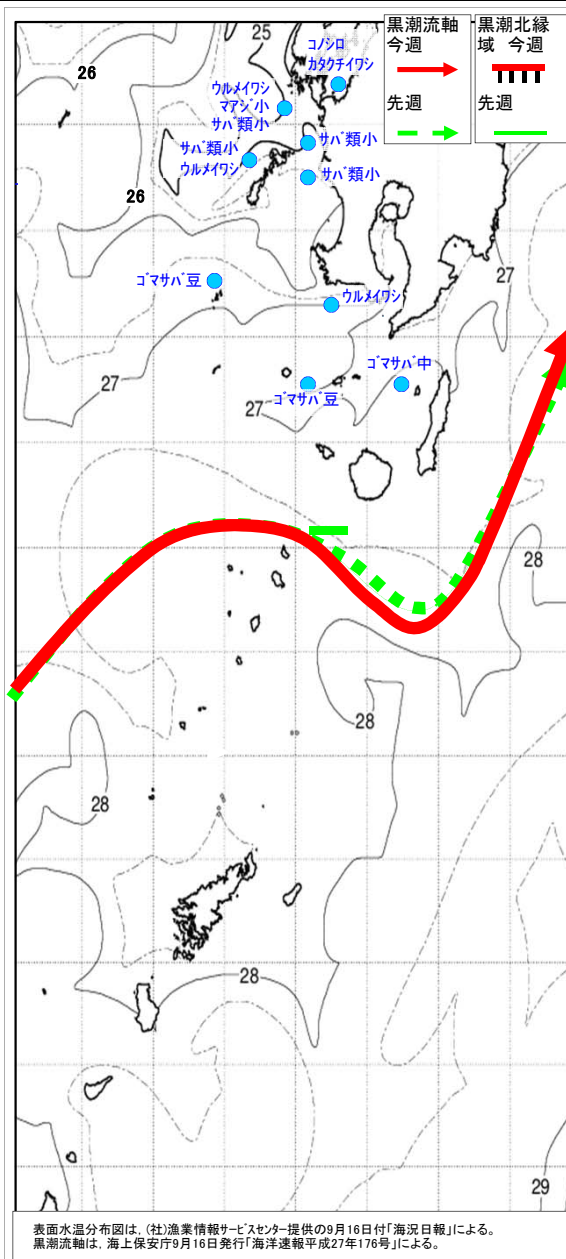 黒潮流軸
今週
先週
黒潮北縁
域 今週
先週
25
コノシロ
カタクチイワシ
26
ウルメイワシ
マアジ小
サバ類小
サバ類小
サバ類小
ウルメイワシ
サバ類小
26
27
ゴマサバ豆
ウルメイワシ
ゴマサバ中
27
ゴマサバ豆
27
28
28
28
28
29
表面水温分布図は、(社)漁業情報サービスセンター提供の9月16日付「海況日報」による。
黒潮流軸は、海上保安庁9月16日発行「海洋速報平成27年176号」による。